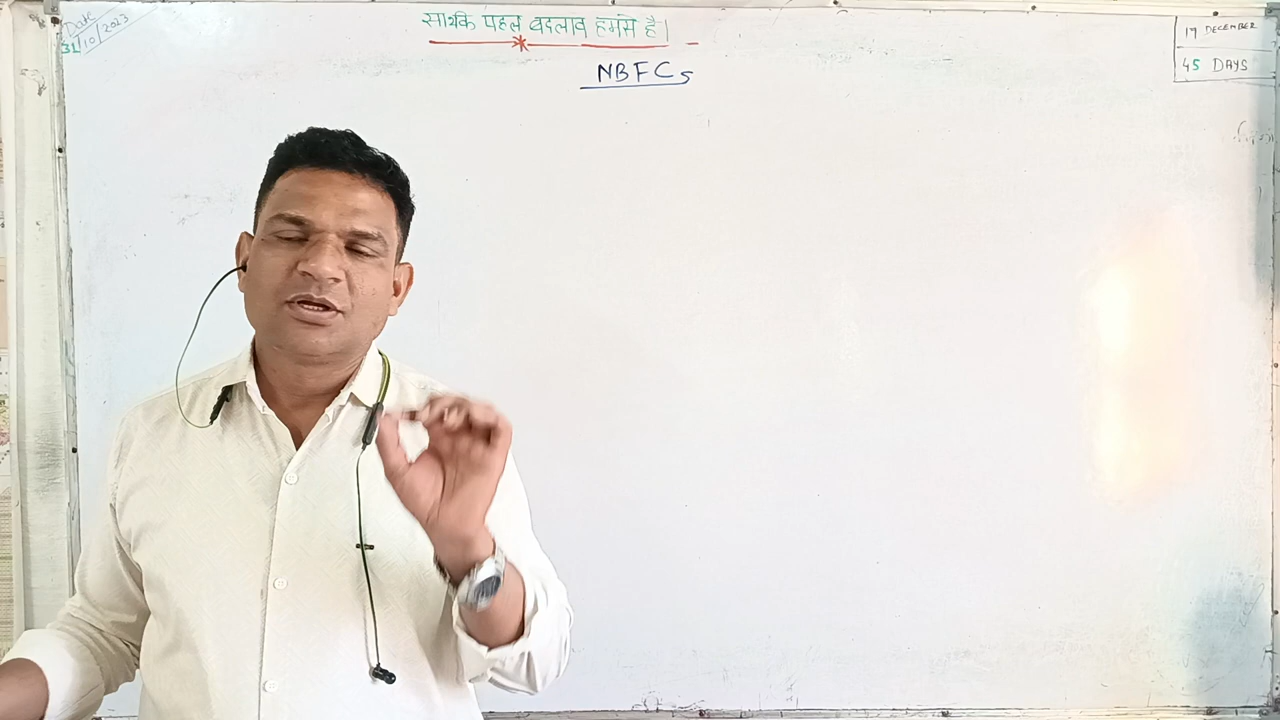 Date
31/10/2023
सार्थक पहल बदलाव हमसे है।
NBFCs
17 DECEMBER
45 DAYS